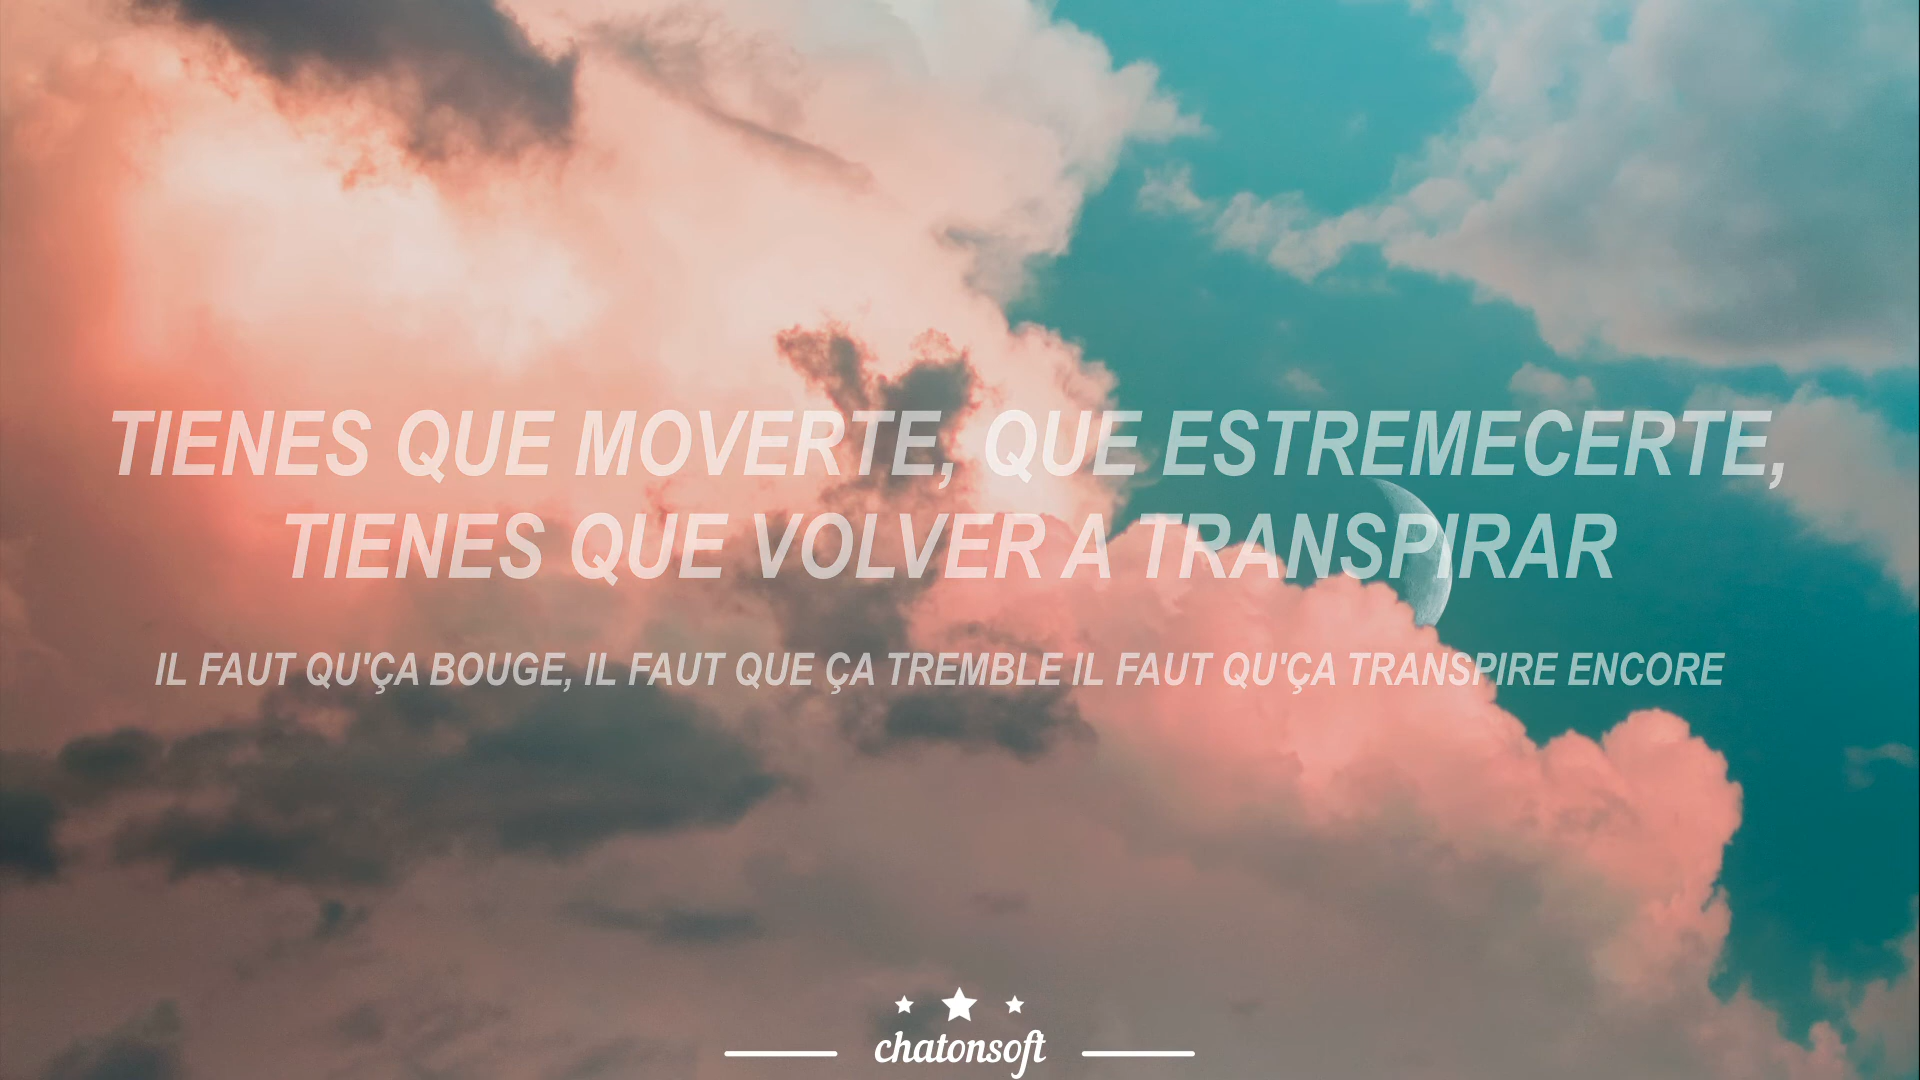 TIENES QUE MOVERTE, QUE ESTREMECERTE,
TIENES QUE VOLVER A TRANSPIRAR
IL FAUT QU'ÇA BOUGE, IL FAUT QUE ÇA TREMBLE IL FAUT QU'ÇA TRANSPIRE ENCORE
chatonsoft